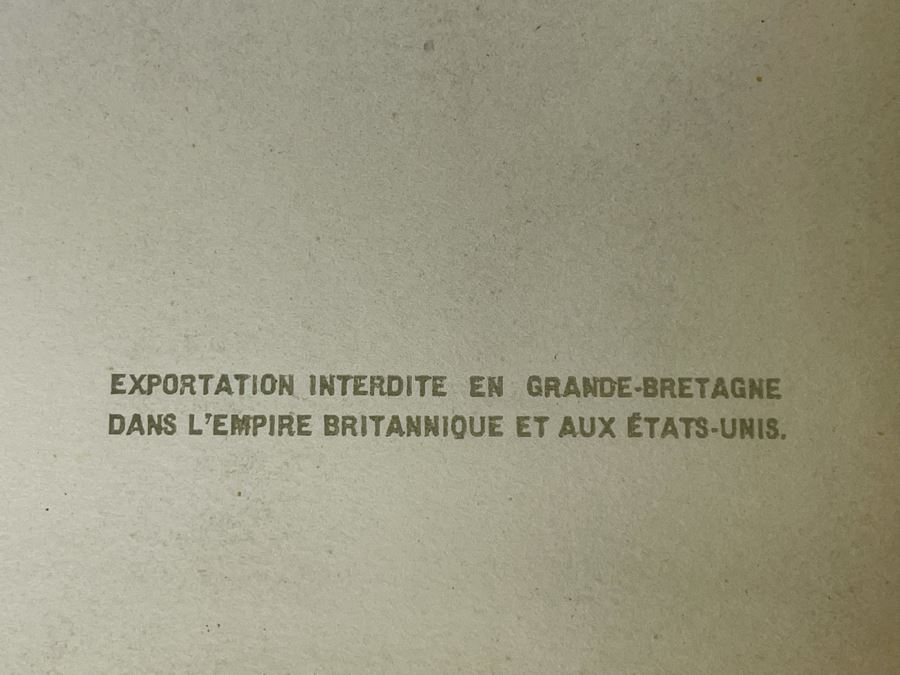 EXPORTATION INTERDITE EN GRANDE-BRETAGNE
DANS L'EMPIRE BRITANNIQUE ET AUX ÉTATS-UNIS.